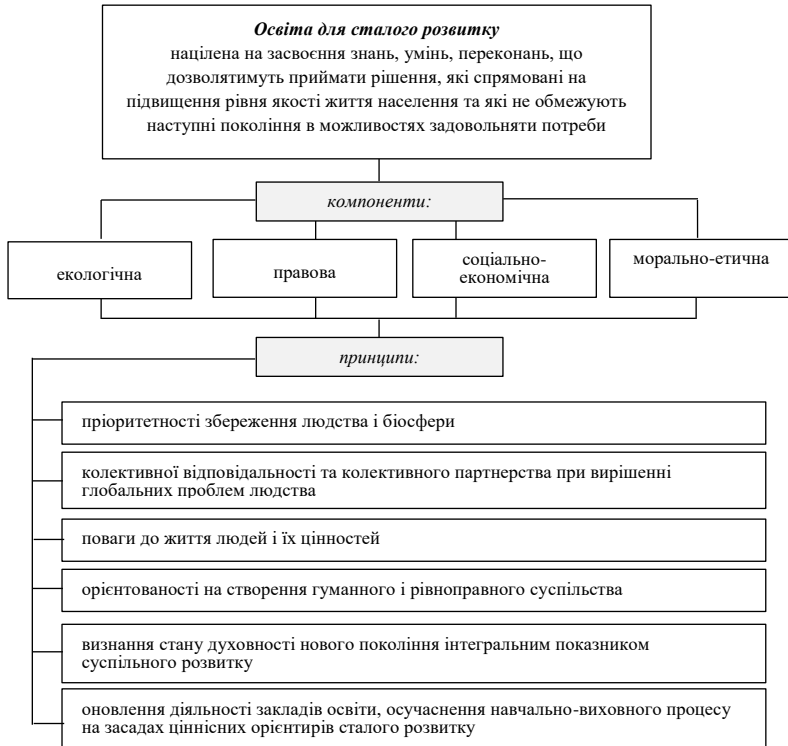 Освіта для сталого розвитку
націлена на засвоєння знань, умінь, переконань, що
дозволятимуть приймати рішення, які спрямовані на
підвищення рівня якості життя населення та які не обмежують
наступні покоління в можливостях задовольняти потреби
компоненти:
екологічна
правова
соціально-
економічна
морально-етична
принципи:
пріоритетності збереження людства і біосфери
колективної відповідальності та колективного партнерства при вирішенні
глобальних проблем людства
поваги до життя людей і їх цінностей
орієнтованості на створення гуманного і рівноправного суспільства
визнання стану духовності нового покоління інтегральним показником
суспільного розвитку
оновлення діяльності закладів освіти, осучаснення навчально-виховного процесу
на засадах ціннісних орієнтирів сталого розвитку